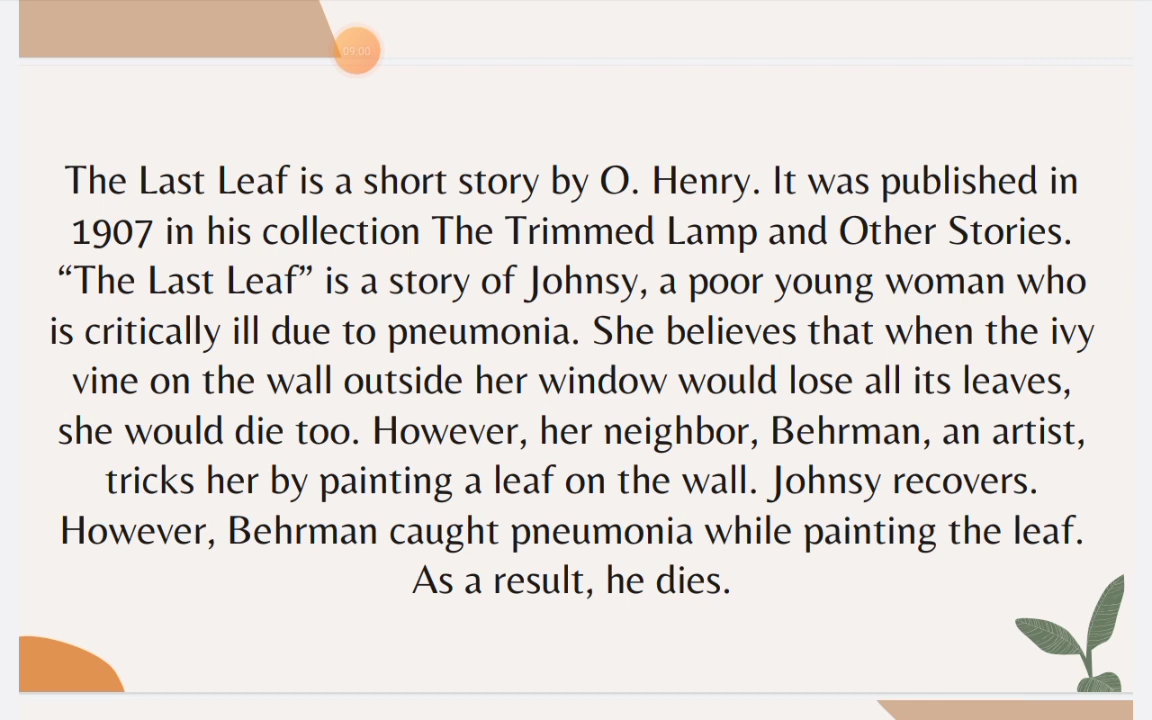 09:00
The Last Leaf is a short story by O. Henry. It was published in
1907 in his collection The Trimmed Lamp and Other Stories.
“The Last Leaf” is a story of Johnsy, a poor young woman who
is critically ill due to pneumonia. She believes that when the ivy
vine on the wall outside her window would lose all its leaves,
she would die too. However, her neighbor, Behrman, an artist,
tricks her by painting a leaf on the wall. Johnsy recovers.
However, Behrman caught pneumonia while painting the leaf.
As a result, he dies.